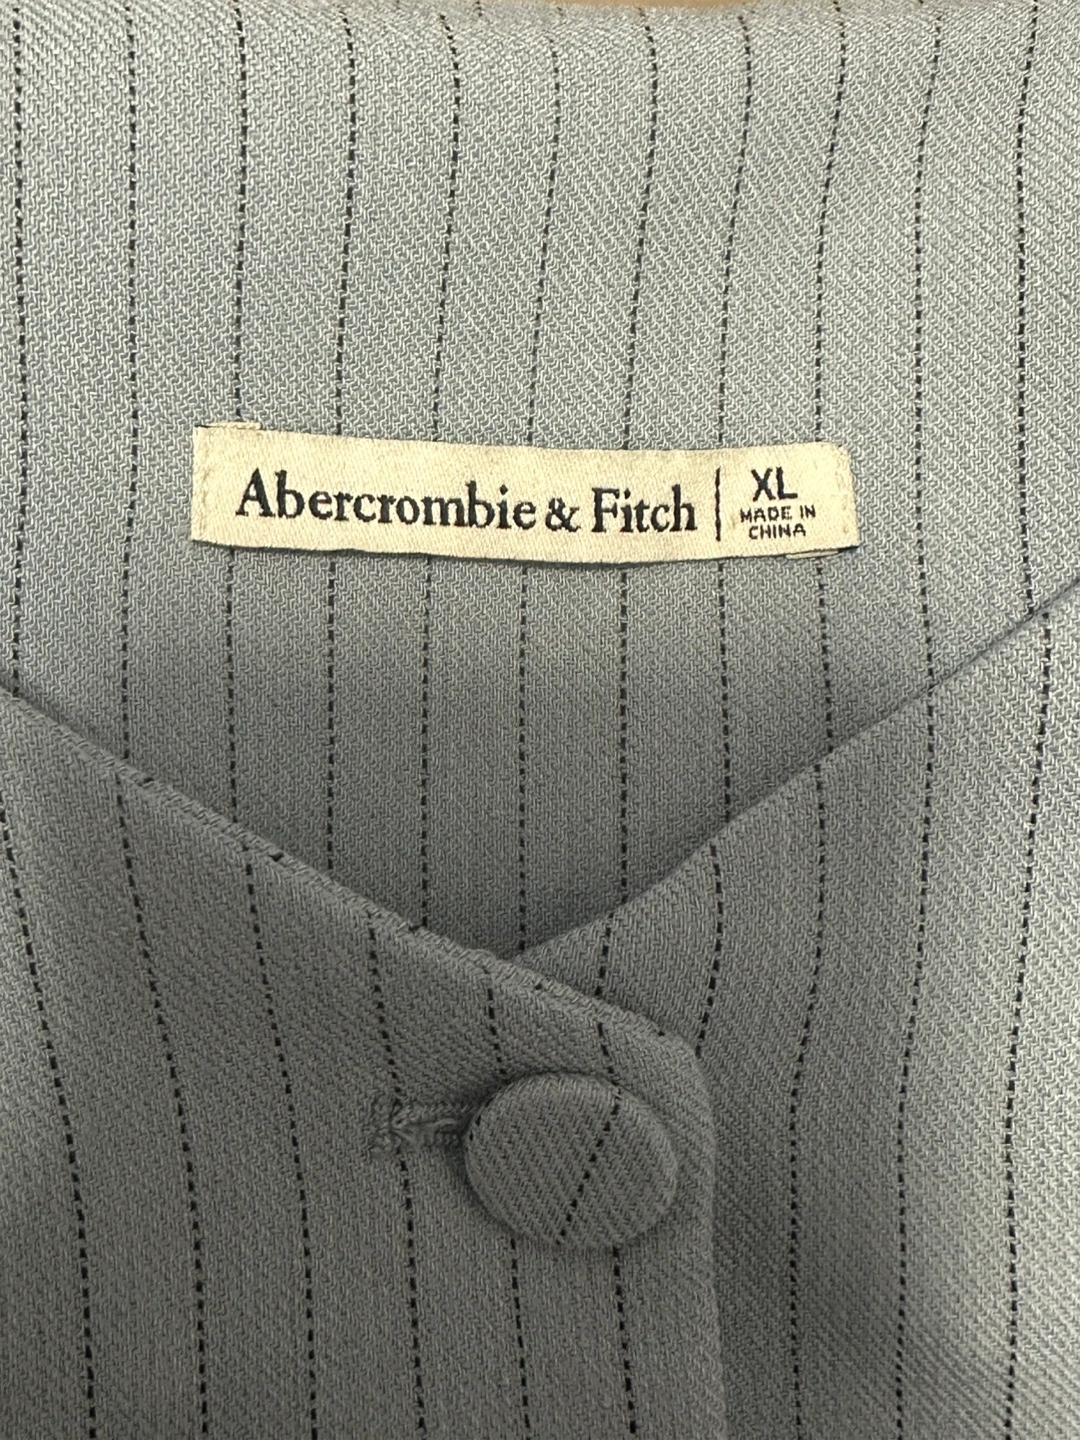 Abercrombie & Fitch
XL
MADE IN
CHINA